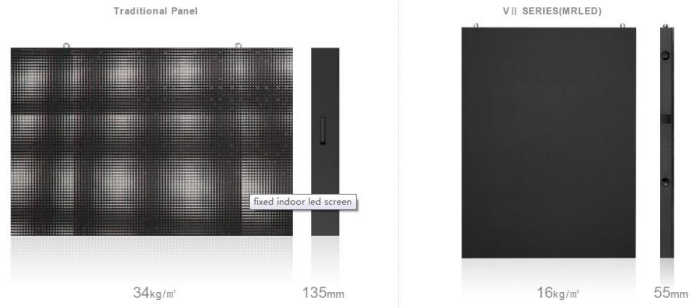 Traditional Panel
VII SERIES(MRLED)
fixed indoor led screen
34kg/㎡
135mm
16kg/㎡
55mm